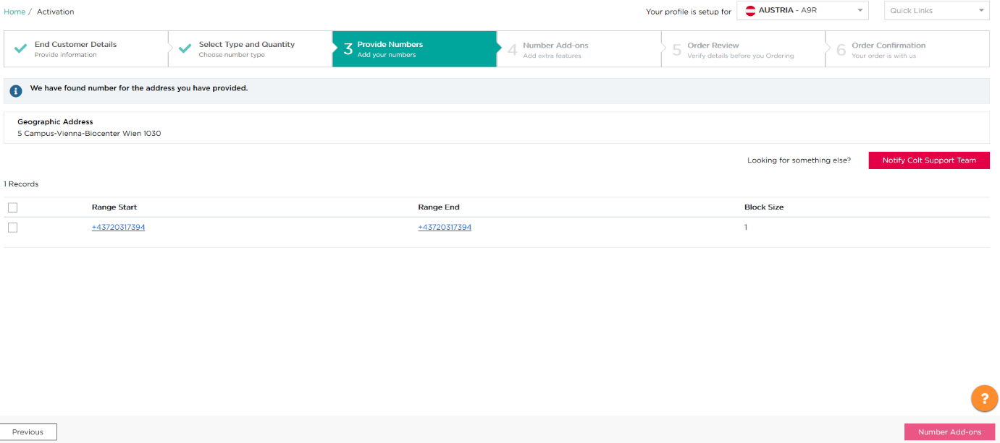 Home / Activation
Your profile is setup for
AUSTRIA - A9R
Quick Links
End Customer Details
Provide information
Select Type and Quantity
Choose number type
3
Provide Numbers
Add your numbers
4
Number Add-ons
Add extra features
5
Order Review
Verify details before you Ordering
6
Order Confirmation
Your order is with us
i
We have found number for the address you have provided.
Geographic Address
5 Campus-Vienna-Biocenter Wien 1030
Looking for something else?
Notify Colt Support Team
1 Records
Range Start Range End Block Size
+43720317394 +43720317394 1
?
Previous
Number Add-ons